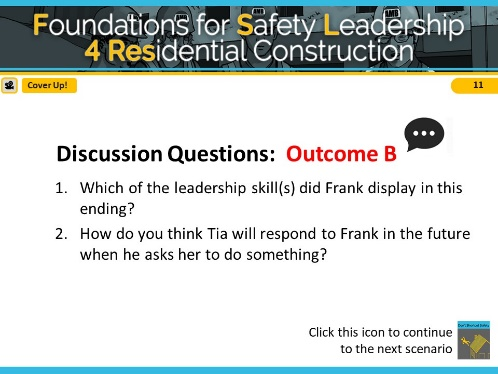 Foundations for Safety Leadership
4 Residential Construction
Cover Up!
11
Discussion Questions: Outcome B
1. Which of the leadership skill(s) did Frank display in this
ending?
2. How do you think Tia will respond to Frank in the future
when he asks her to do something?
Click this icon to continue
to the next scenario